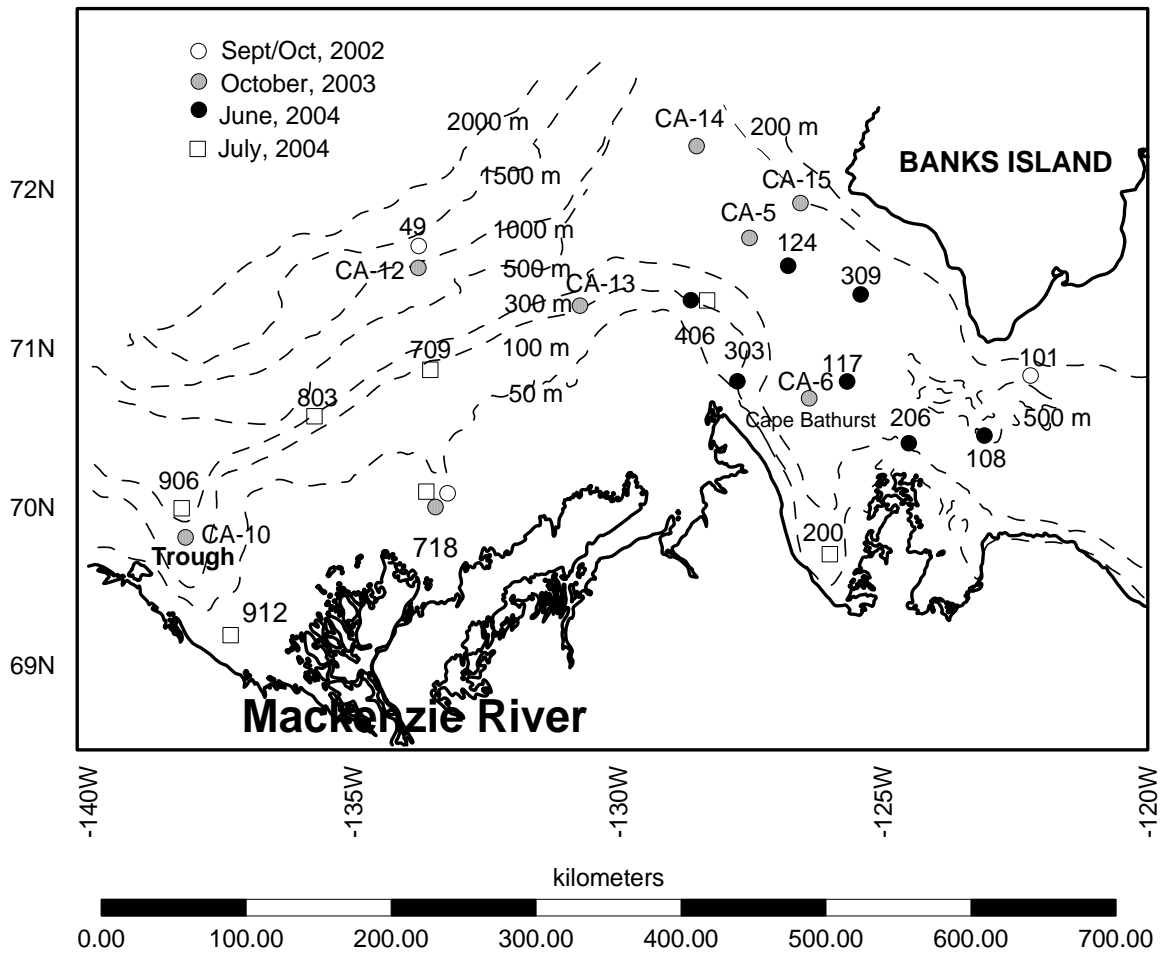 Sept/Oct, 2002
October, 2003
June, 2004
July, 2004
2000 m
CA-14
200 m
BANKS ISLAND
1500 m
72N
CA-15
49
1000 m
CA-5
124
CA-12
500 m
CA-13
309
300 m
406
71N
709
100 m
303
117
101
803
50 m
CA-6
Cape Bathurst
206
500 m
108
906
70N
CA-10
Trough
718
200
912
69N
Mackenzie River
-140W
-135W
-130W
-125W
-120W
kilometers
0.00 100.00 200.00 300.00 400.00 500.00 600.00 700.00